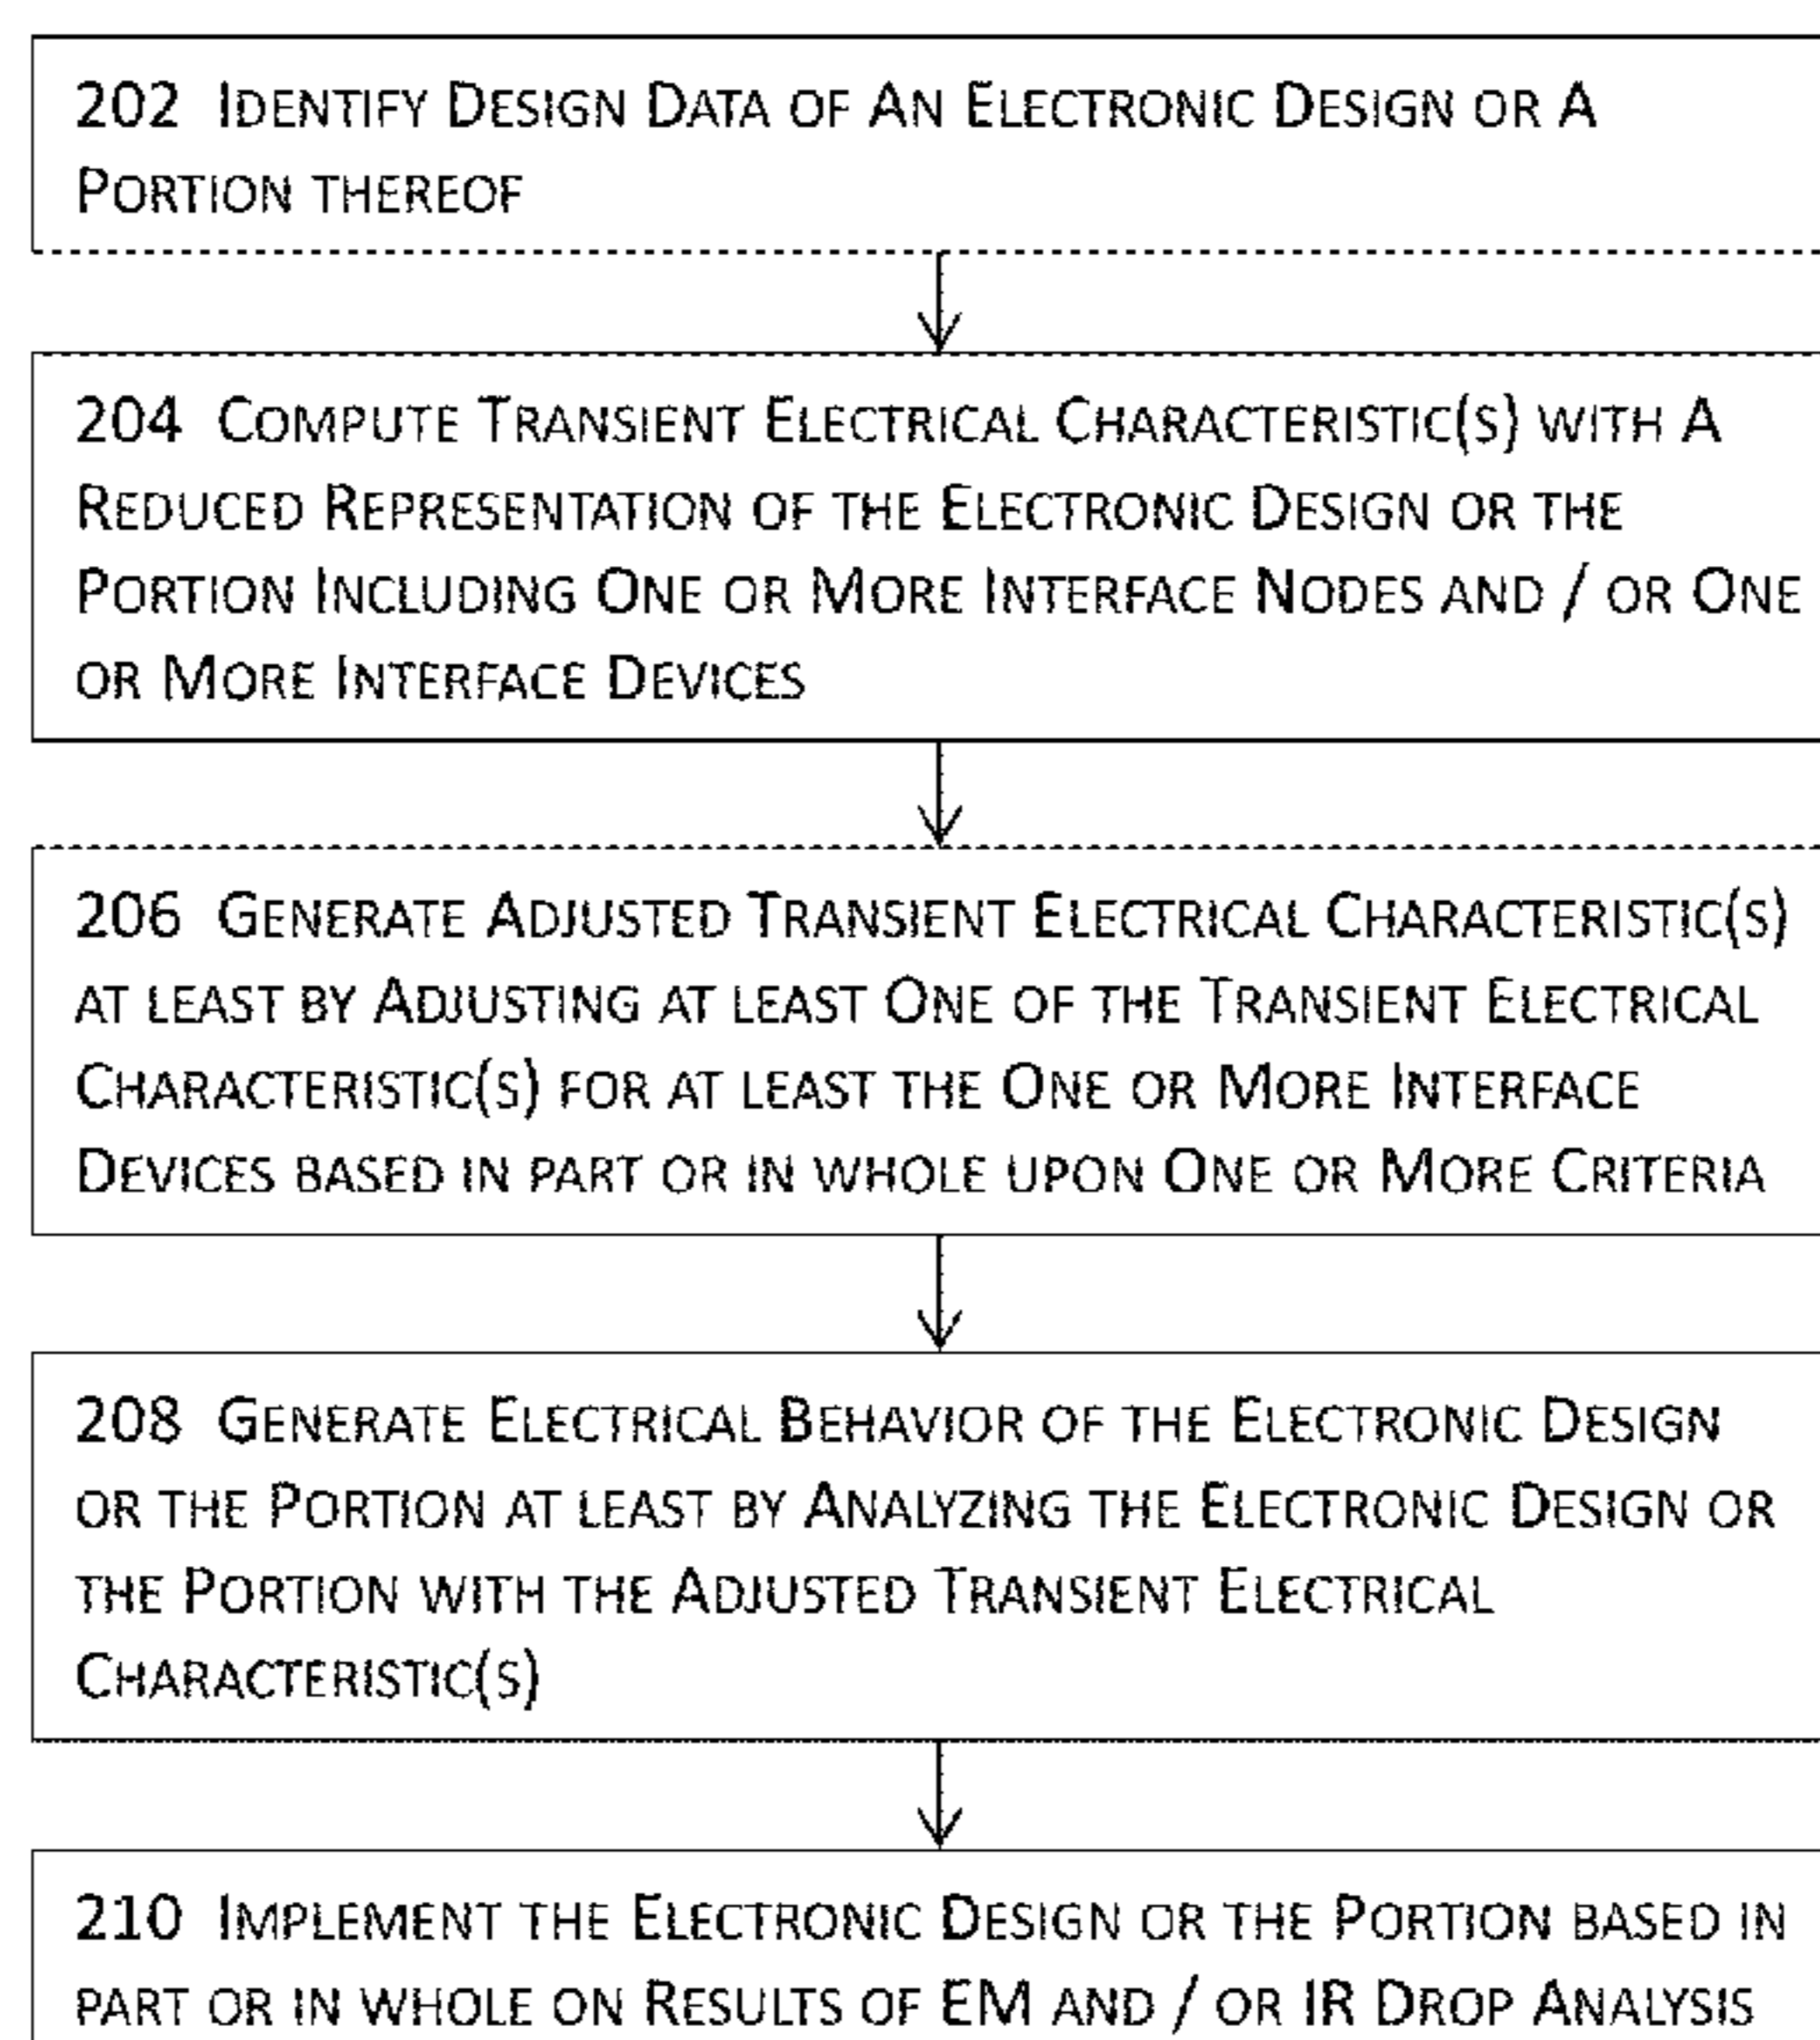 202 Identify Design Data of An Electronic Design or A
Portion thereof
204 Compute Transient Electrical Characteristic(s) with A
Reduced Representation of the Electronic Design or the
Portion Including One or More Interface Nodes and / or One
or More Interface Devices
206 Generate Adjusted Transient Electrical Characteristic(s)
at least by Adjusting at least One of the Transient Electrical
Characteristic(s) for at least the One or More Interface
Devices based in part or in whole upon One or More Criteria
208 Generate Electrical Behavior of the Electronic Design
or the Portion at least by Analyzing the Electronic Design or
the Portion with the Adjusted Transient Electrical
Characteristic(s)
210 Implement the Electronic Design or the Portion based in
part or in whole on Results of EM and / or IR Drop Analysis